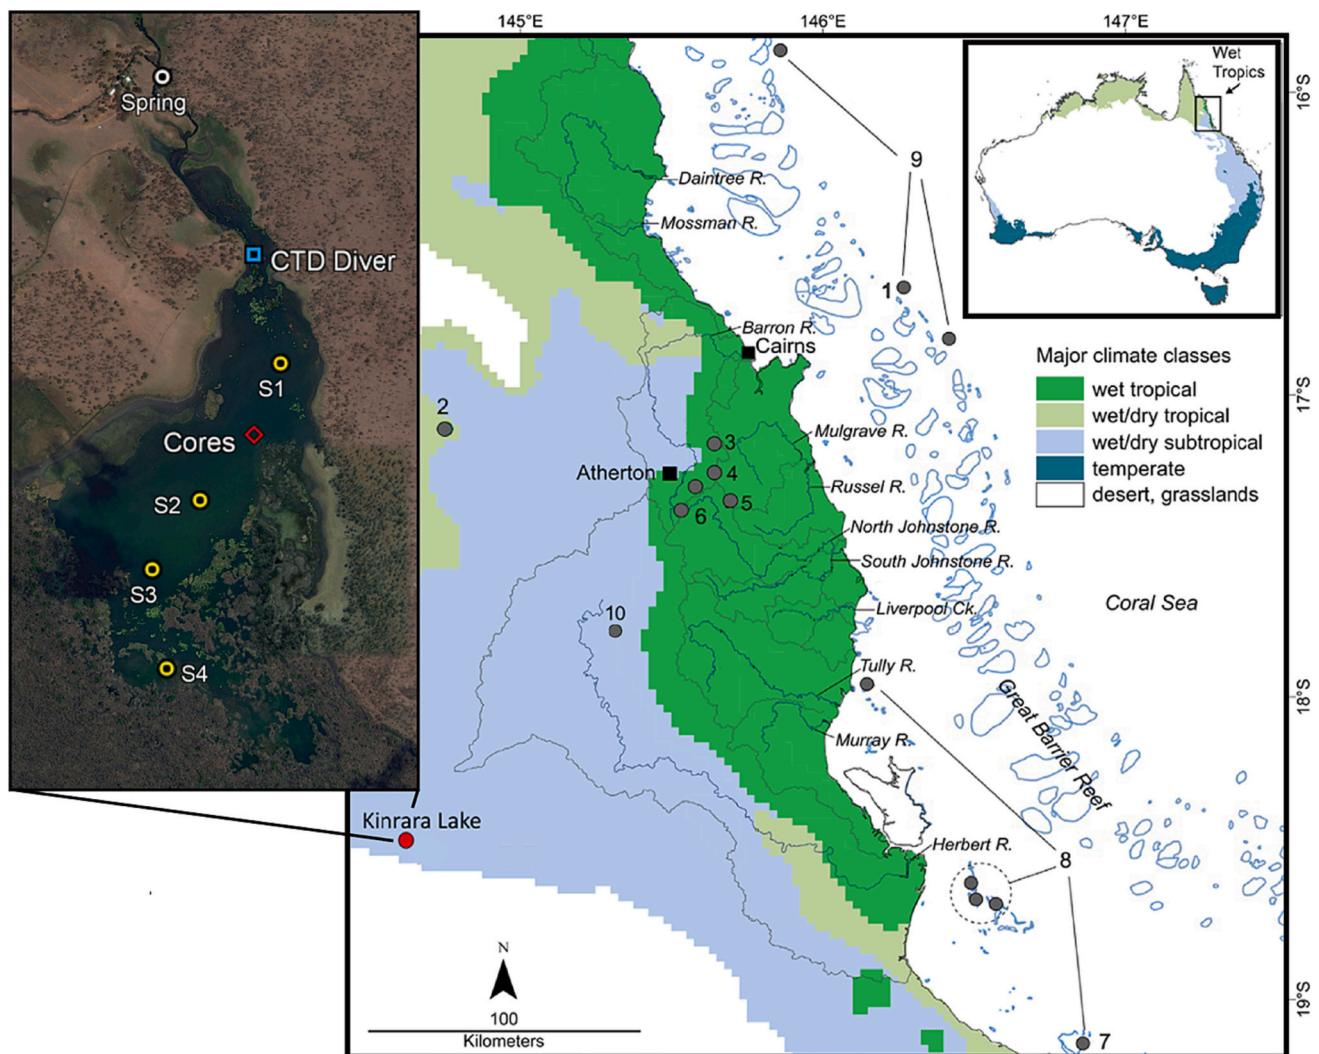 145°E
146°E
147°E
16°S
17°S
18°S
19°S
Spring
CTD Diver
S1
Cores
S2
S3
S4
Kinrara Lake
Wet
Tropics
Daintree R.
Mossman R.
9
1
Barron R.
Cairns
2
3
Mulgrave R.
Atherton
4
Russel R.
5
6
North Johnstone R.
South Johnstone R.
10
Liverpool Ck.
Coral Sea
Tully R.
Great Barrier Reef
Murray R.
Herbert R.
8
7
Major climate classes
wet tropical
wet/dry tropical
wet/dry subtropical
temperate
desert, grasslands
N
100
Kilometers